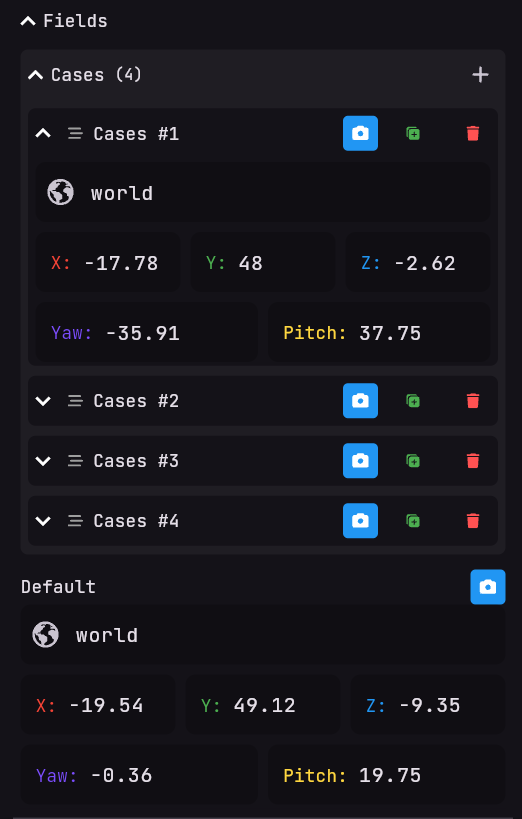 Fields
Cases (4)
Cases #1
world
X: -17.78 Y: 48 Z: -2.62
Yaw: -35.91 Pitch: 37.75
Cases #2
Cases #3
Cases #4
Default
world
X: -19.54 Y: 49.12 Z: -9.35
Yaw: -0.36 Pitch: 19.75